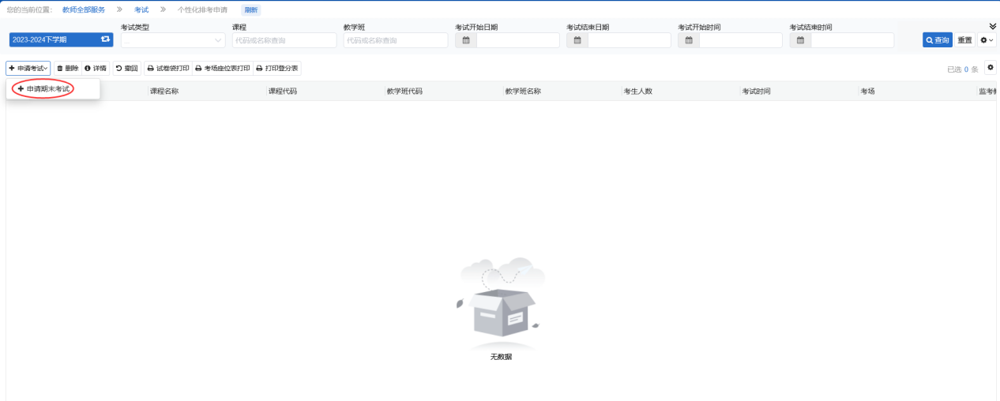 您的当前位置: 教师全部服务 考试 个性化排考申请 刷新
考试类型 课程 教学班 考试开始日期 考试结束日期 考试开始时间 考试结束时间
2023-2024下学期 ... 代码或名称查询 代码或名称查询 查询 重置
申请考试 删除 详情 撤回 试卷袋打印 考场座位表打印 打印登分表 已选 0 条
申请期末考试 课程名称 课程代码 教学班代码 教学班名称 考生人数 考试时间 考场 监考
无数据